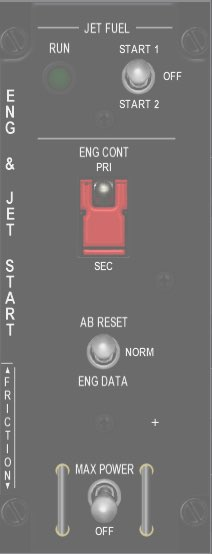 JET FUEL
RUN
START 1
OFF
START 2
ENG CONT
PRI
SEC
ENG & JET START
AB RESET
NORM
ENG DATA
FRICTION
+
MAX POWER
OFF